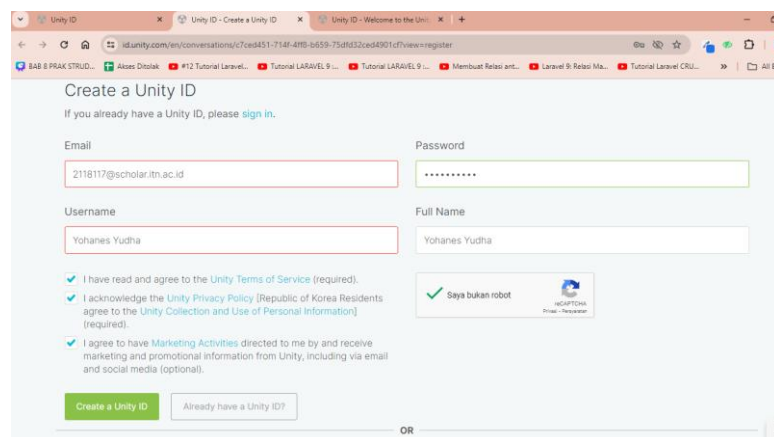 Unity ID
Unity ID - Create a Unity ID
Unity ID - Welcome to the Unit
id.unity.com/en/conversations/c7ced451-714f-4ff8-b659-75dfd32ced4901cf?view=register
BAB 8 PRAK STRUD...
Akses Ditolak
#12 Tutorial Laravel...
Tutorial LARAVEL 9 :...
Tutorial LARAVEL 9 :...
Membuat Relasi ant...
Laravel 9: Relasi Ma...
Tutorial Laravel CRU...
All B
Create a Unity ID
If you already have a Unity ID, please sign in.
Email
Password
2118117@scholar.itn.ac.id
••••••••••
Username
Full Name
Yohanes Yudha
Yohanes Yudha
I have read and agree to the Unity Terms of Service (required).
I acknowledge the Unity Privacy Policy [Republic of Korea Residents
agree to the Unity Collection and Use of Personal Information]
(required).
I agree to have Marketing Activities directed to me by and receive
marketing and promotional information from Unity, including via email
and social media (optional).
Saya bukan robot
reCAPTCHA
Privasi - Persyaratan
Create a Unity ID
Already have a Unity ID?
OR